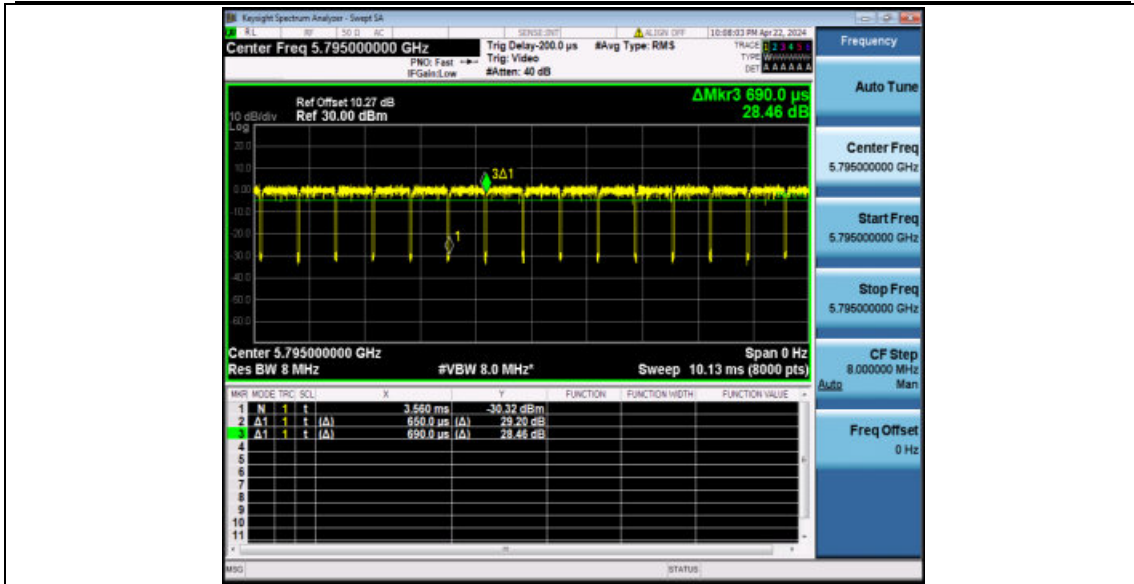 Keysight Spectrum Analyzer - Swept SA
RL RF 50 Ω AC SENSE:INT ALIGN OFF 10:08:03 PM Apr 22, 2024
Center Freq 5.795000000 GHz
PNO: Fast
IFGain:Low
Trig Delay-200.0 µs
Trig: Video
#Atten: 40 dB
#Avg Type: RMS
TRACE 1 2 3 4 5 6
TYPE W
DET A A A A A A
Frequency
Auto Tune
Center Freq
5.795000000 GHz
Start Freq
5.795000000 GHz
Stop Freq
5.795000000 GHz
CF Step
8.000000 MHz
Auto Man
Freq Offset
0 Hz
ΔMkr3 690.0 µs
28.46 dB
Ref Offset 10.27 dB
10 dB/div Ref 30.00 dBm
Log
20.0
10.0
0.00
-10.0
-20.0
-30.0
-40.0
-50.0
-60.0
3Δ1
1
Center 5.795000000 GHz Span 0 Hz
Res BW 8 MHz #VBW 8.0 MHz* Sweep 10.13 ms (8000 pts)
MKR MODE TRC SCL X Y FUNCTION FUNCTION WIDTH FUNCTION VALUE
1 N 1 t 3.560 ms -30.32 dBm
2 Δ1 1 t (Δ) 650.0 µs (Δ) 29.20 dB
3 Δ1 1 t (Δ) 690.0 µs (Δ) 28.46 dB
4
5
6
7
8
9
10
11
MSG STATUS